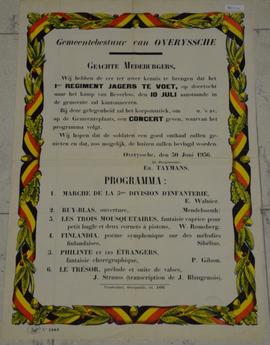 Gemeentebestuur van OVERYSSCHE
GEACHTE MEDEBURGERS,
Wij hebben de eer ter uwer kennis te brengen dat het
1ste REGIMENT JAGERS TE VOET, op doortocht
naar het kamp van Beverloo, den 10 JULI aanstaande in
de gemeente zal kantonneeren.
Bij deze gelegenheid zal het korpsmuziek, om u. 's av.
op de Gemeenteplaats, een CONCERT geven, waarvan het
programma volgt.
Wij hopen dat de soldaten een goed onthaal zullen ge-
nieten en dat, zoo mogelijk, de huizen zullen bevlagd worden.
Overyssche, den 30 Juni 1936.
De Burgemeester,
Ed. TAYMANS.
PROGRAMMA :
1. MARCHE DE LA 5me DIVISION D'INFANTERIE,
E. Walnier.
2. RUY-BLAS, ouverture, Mendelssonh
3. LES TROIS MOUSQUETAIRES, fantaisie caprice pour
petit bugle et deux cornets à pistons, W. Romsberg.
4. FINLANDIA, poème symphonique sur des mélodies
finlandaises, Sibelius.
5. PHILINTE et les ETRANGERS,
fantaisie chorégraphique, P. Gilson.
6. LE TRÉSOR, prélude et suite de valses,
J. Strauss (transcription de J. Blangenois).